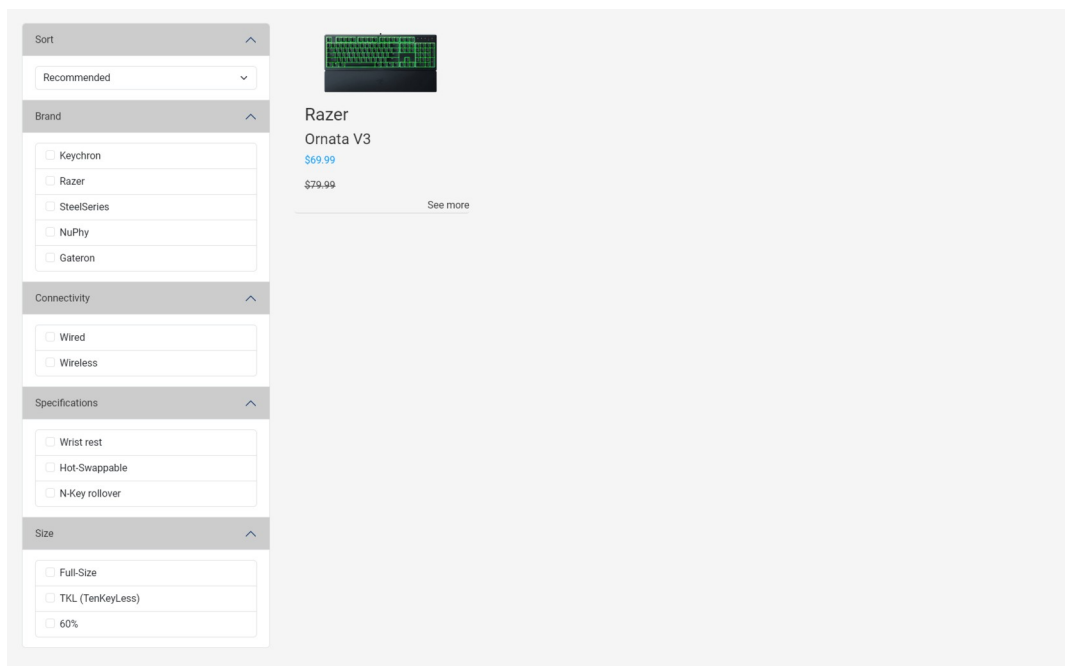 Sort
Recommended
Brand
Keychron
Razer
SteelSeries
NuPhy
Gateron
Connectivity
Wired
Wireless
Specifications
Wrist rest
Hot-Swappable
N-Key rollover
Size
Full-Size
TKL (TenKeyLess)
60%
Razer
Ornata V3
$69.99
$79.99
See more